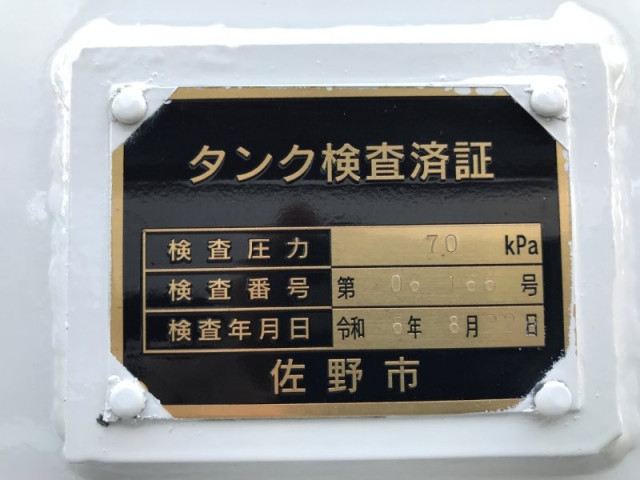 タンク検査済証
検査圧力 70 kPa
検査番号 第 号
検査年月日 令和 年 8月 日
佐野市